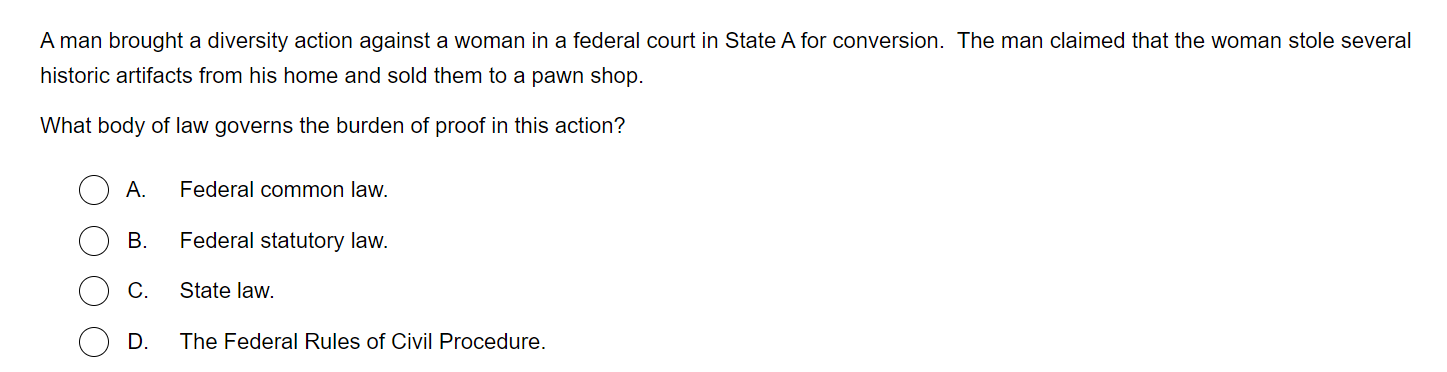 A man brought a diversity action against a woman in a federal court in State A for conversion.  The man claimed that the woman stole several
historic artifacts from his home and sold them to a pawn shop.
What body of law governs the burden of proof in this action?
A. Federal common law.
B. Federal statutory law.
C. State law.
D. The Federal Rules of Civil Procedure.